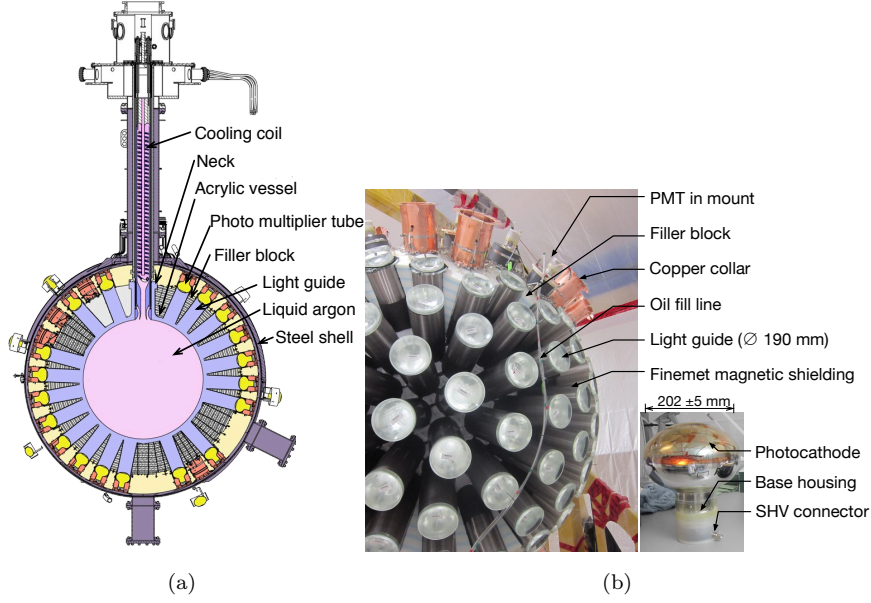 Cooling coil
Neck
Acrylic vessel
Photo multiplier tube
Filler block
Light guide
Liquid argon
Steel shell
(a)
PMT in mount
Filler block
Copper collar
Oil fill line
Light guide (∅ 190 mm)
Finemet magnetic shielding
202 ±5 mm
Photocathode
Base housing
SHV connector
(b)